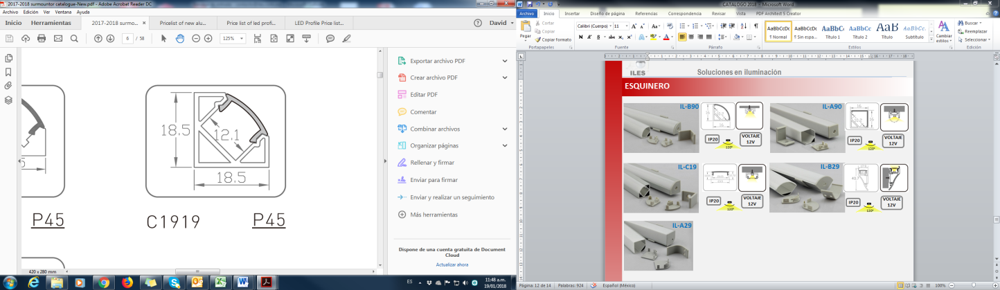 2017-2018 surmountor catalogue-New.pdf - Adobe Acrobat Reader DC
Archivo Edición Ver Ventana Ayuda
Inicio Herramientas 2017-2018 surmo... × Pricelist of new alu... Price list of led profi... LED Profile Price list... David
6 / 58 125%
18.5
12.1
18.5
P45
C1919 P45
420 x 280 mm
Exportar archivo PDF
Crear archivo PDF
Editar PDF
Comentar
Combinar archivos
Organizar páginas
Rellenar y firmar
Enviar para firmar
Enviar y realizar un seguimiento
Más herramientas
Dispone de una cuenta gratuita de Document
Cloud
Actualizar ahora
ES 11:48 a.m.
19/01/2018
CATALOGO 2018 - Microsoft Word
Archivo Inicio Insertar Diseño de página Referencias Correspondencia Revisar Vista PDF Architect 5 Creator
Pegar
Cortar
Copiar
Copiar formato
Portapapeles
Calibri (Cuerpo) 11
Fuente
Párrafo
AaBbCcDc AaBbCcDc AaBbC AaBbCc AaB AaBbCc.
¶ Normal ¶ Sin espa... Título 1 Título 2 Título Subtítulo
Cambiar
estilos
Estilos
Buscar
Reemplazar
Seleccionar
Edición
ILES Soluciones en iluminación
ESQUINERO
IL-B90
16
16
IP20
120º
VOLTAJE
12V
IL-A90
16
16
IP20
120º
VOLTAJE
12V
IL-C19
IP20
120º
VOLTAJE
12V
IL-B29
IP20
120º
VOLTAJE
12V
IL-A29
Página: 12 de 14 Palabras: 924 Español (México) 100%